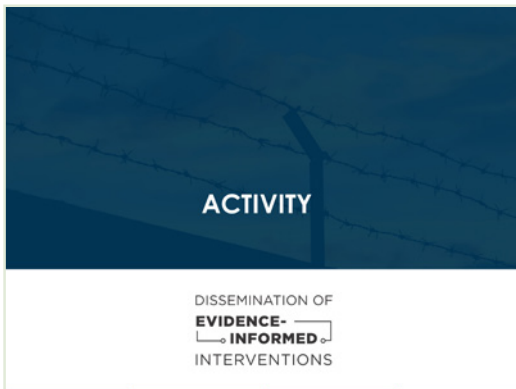 ACTIVITY
DISSEMINATION OF
EVIDENCE-
INFORMED
INTERVENTIONS